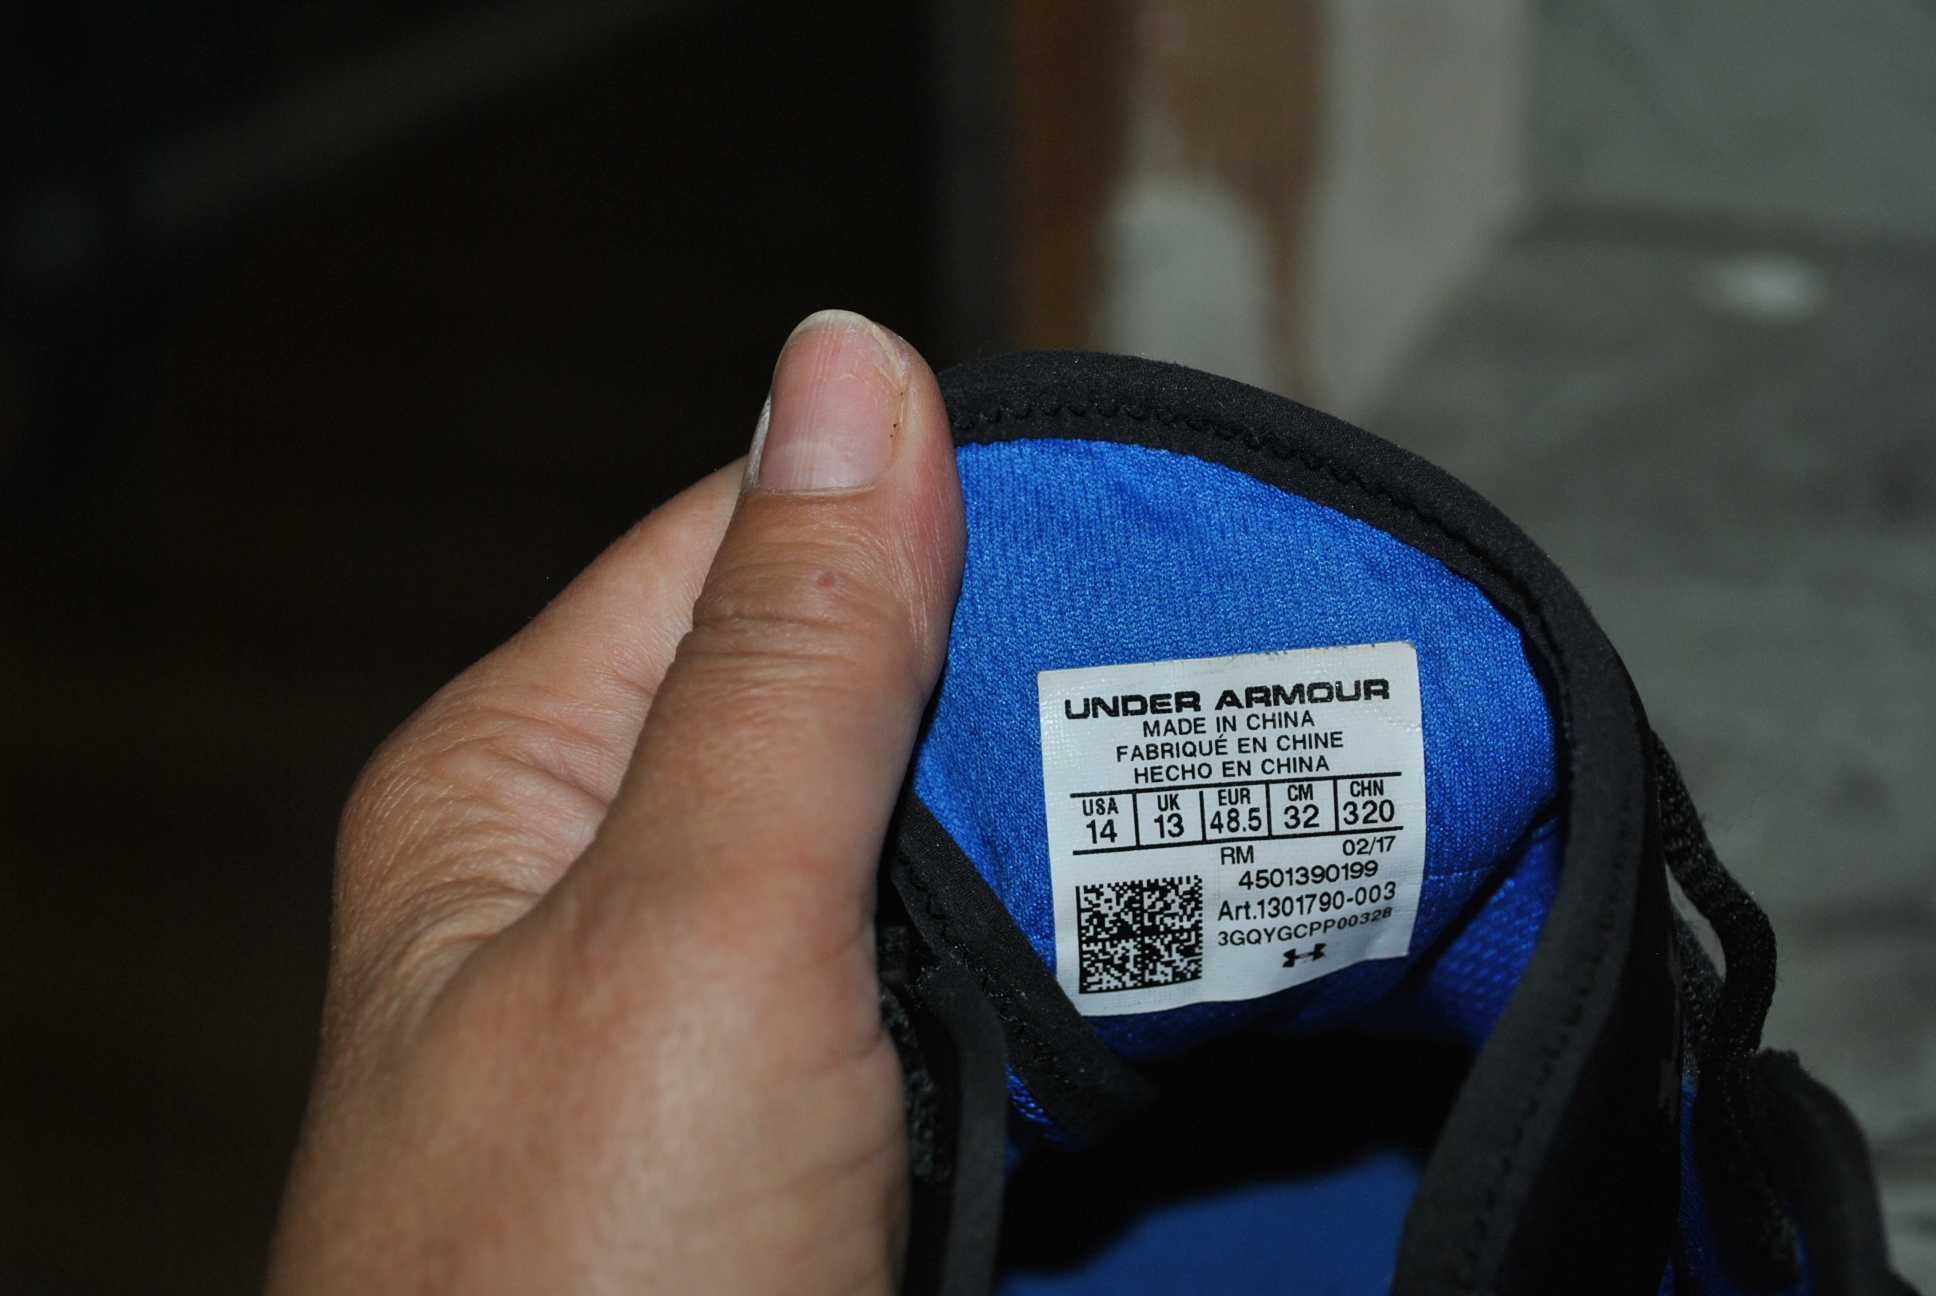 UNDER ARMOUR
MADE IN CHINA
FABRIQUÉ EN CHINE
HECHO EN CHINA
USA UK EUR CM CHN
14 13 48.5 32 320
RM 02/17
4501390199
Art.1301790-003
3GQYGCPP00328